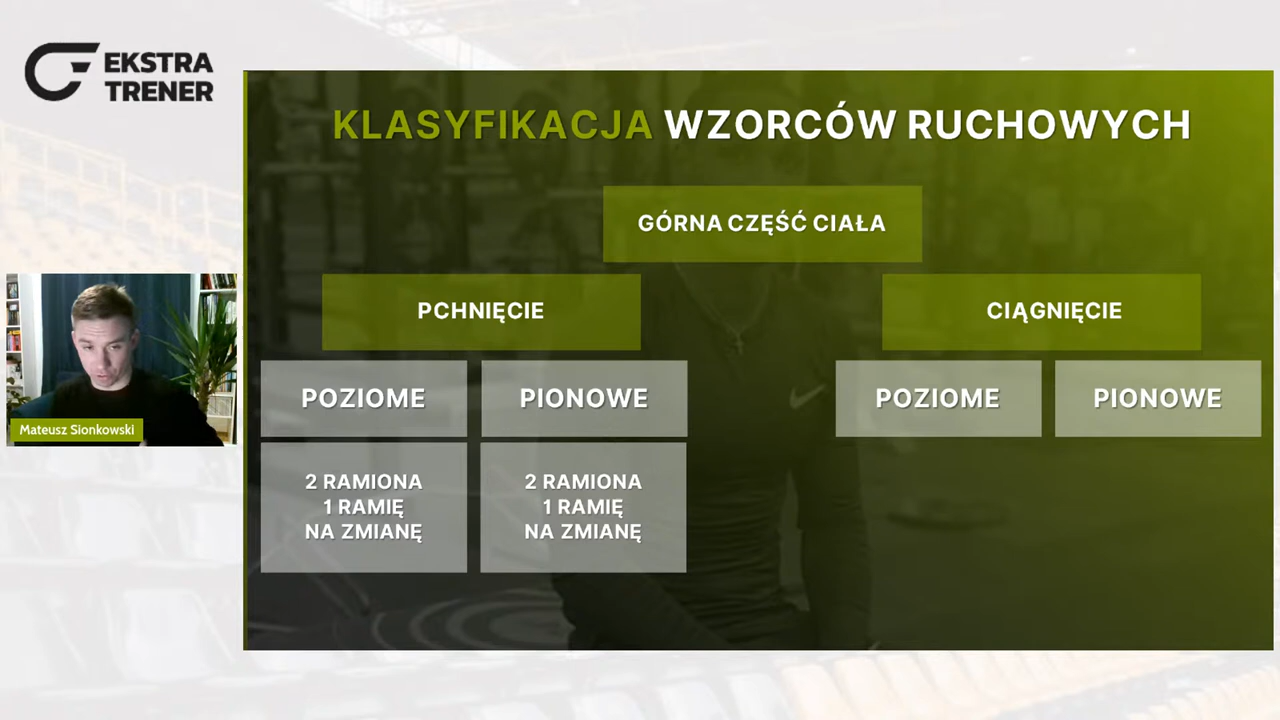 EKSTRA
TRENER
KLASYFIKACJA WZORCÓW RUCHOWYCH
GÓRNA CZĘŚĆ CIAŁA
PCHNIĘCIE
CIĄGNIĘCIE
POZIOME
PIONOWE
POZIOME
PIONOWE
2 RAMIONA
1 RAMIĘ
NA ZMIANĘ
2 RAMIONA
1 RAMIĘ
NA ZMIANĘ
Mateusz Sionkowski